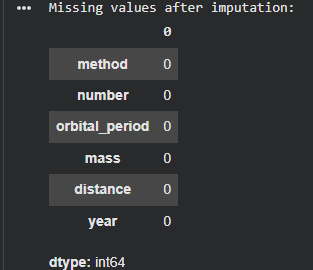 Missing values after imputation:
0
method 0
number 0
orbital_period 0
mass 0
distance 0
year 0
dtype: int64